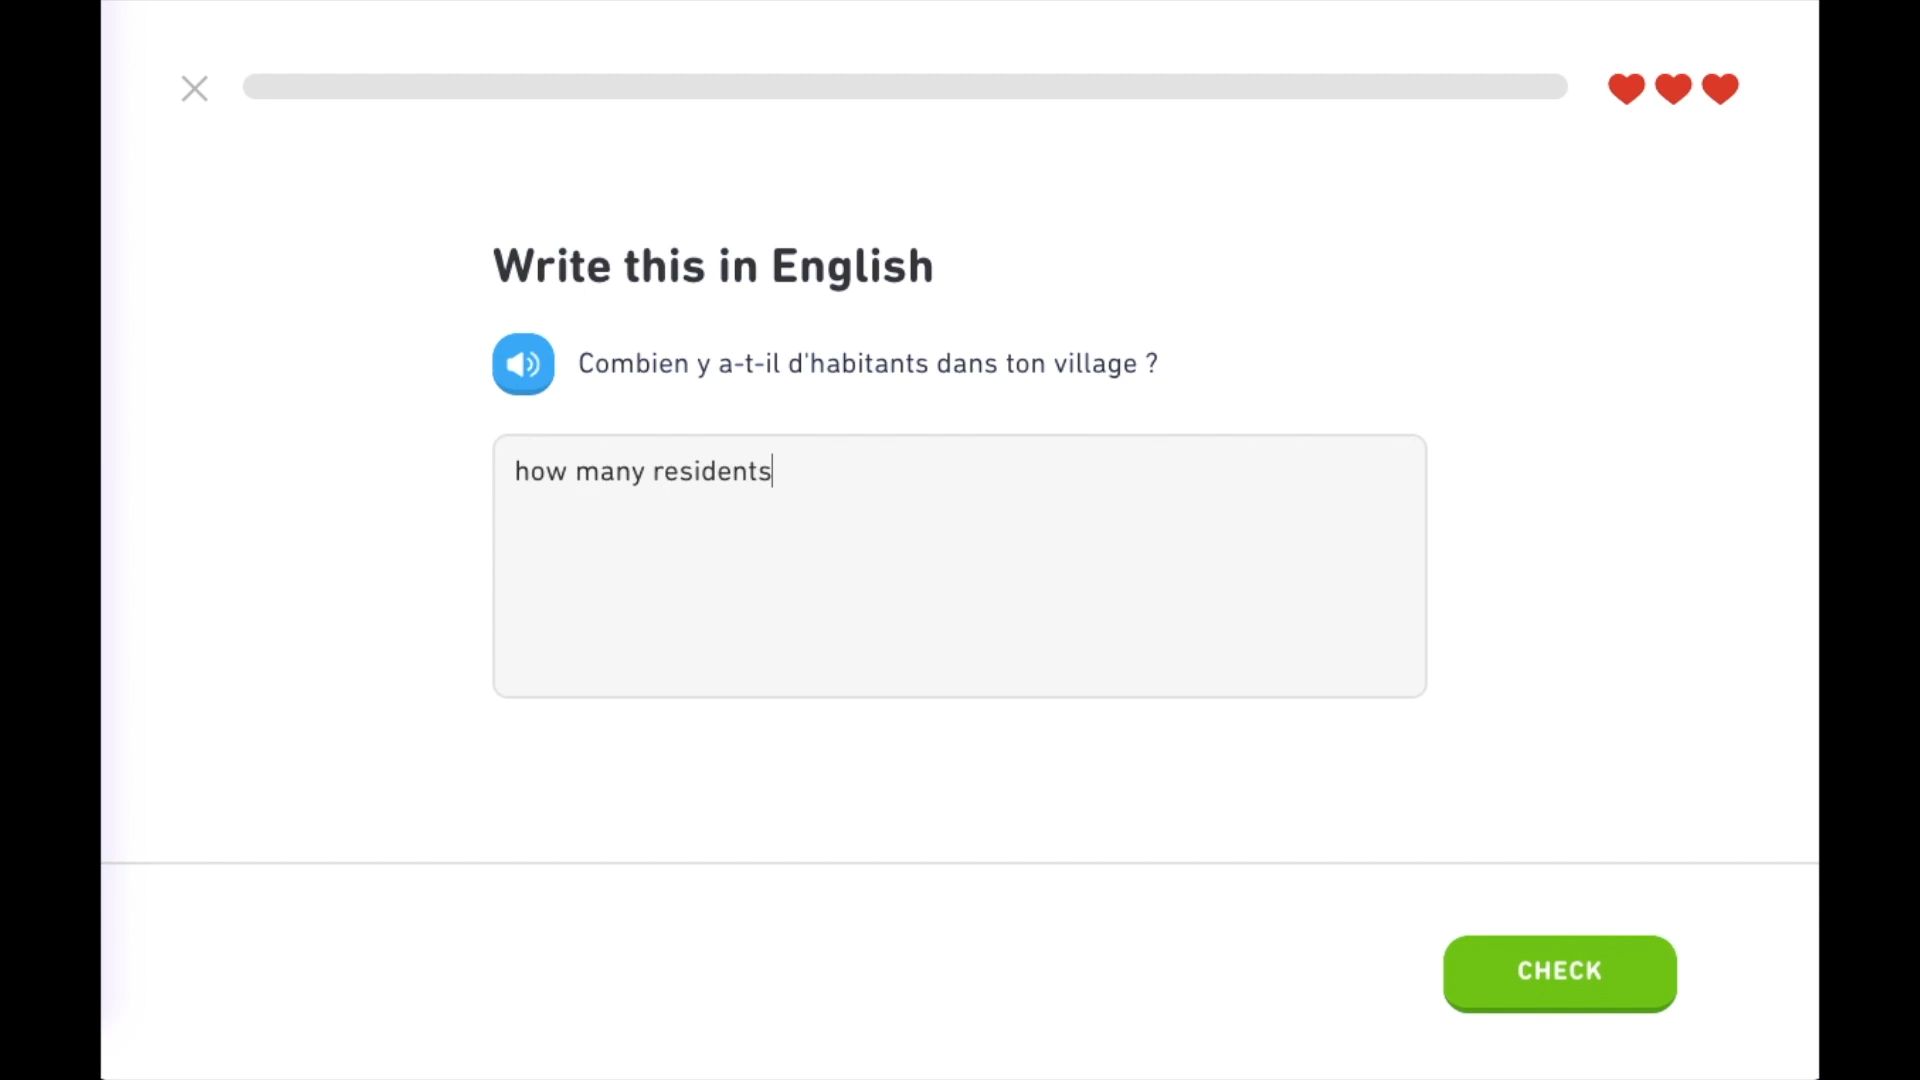 Write this in English
Combien y a-t-il d'habitants dans ton village ?
how many residents
CHECK